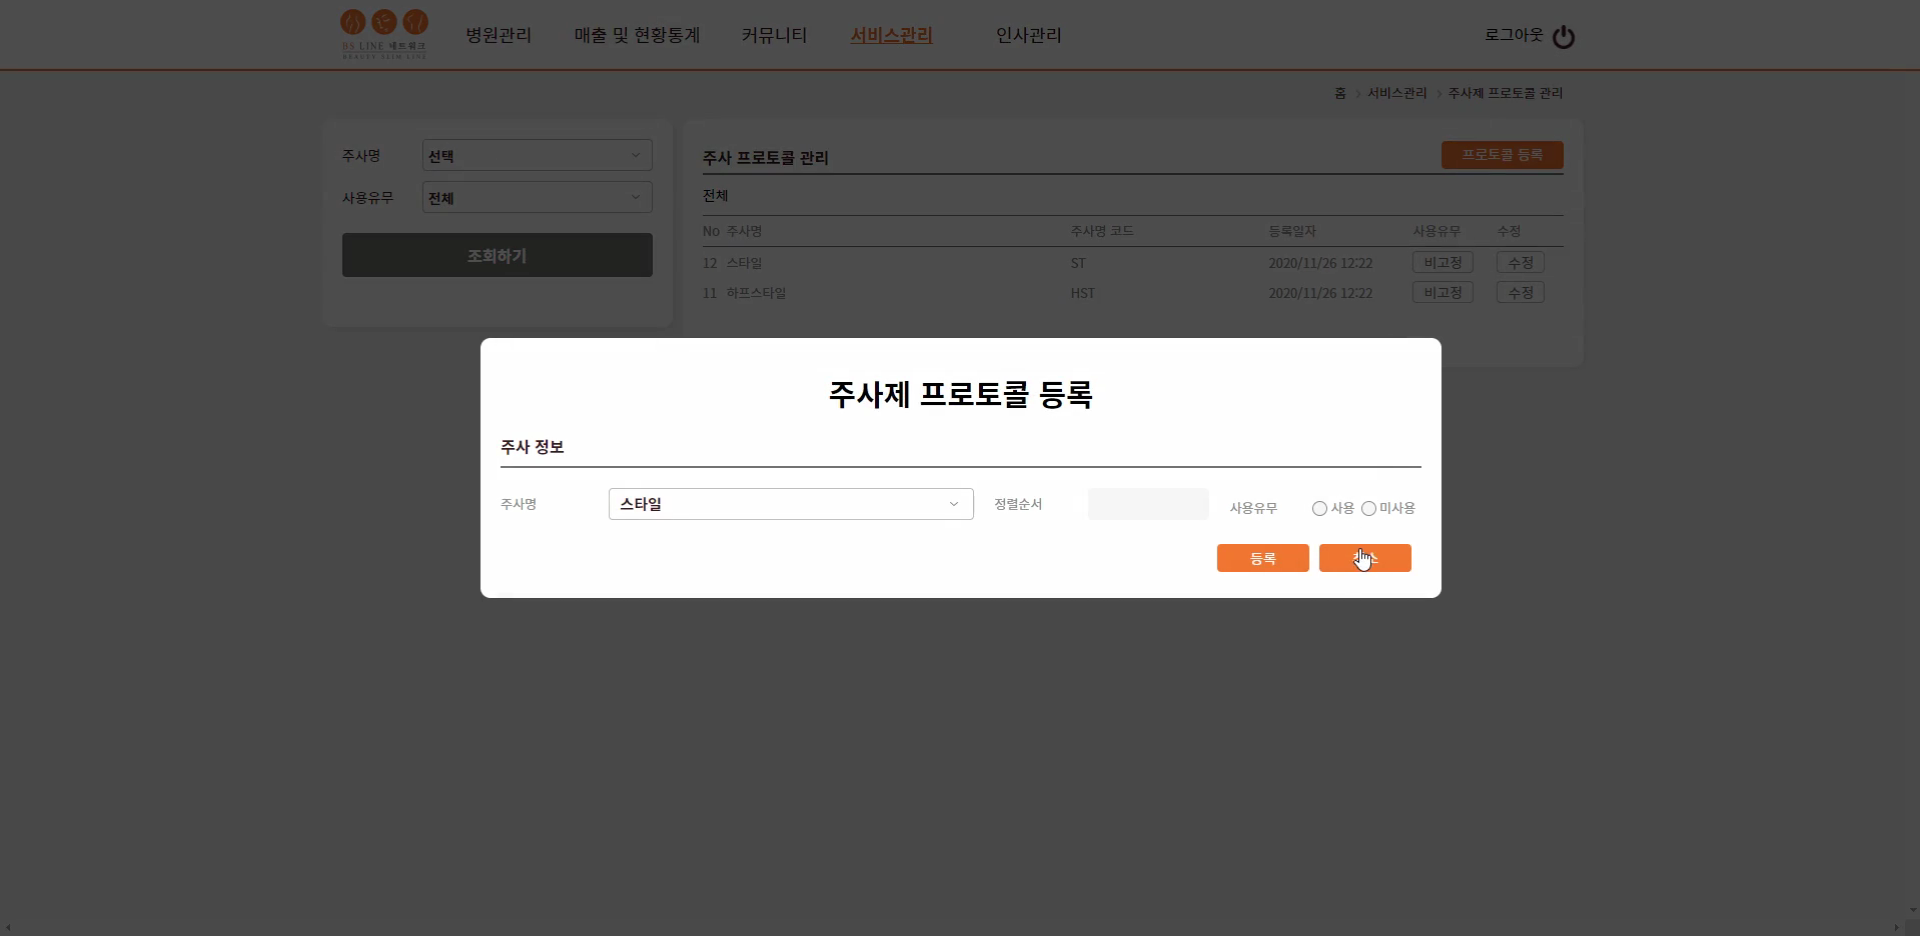 BS LINE 네트워크
BEAUTY SLIM LINE
병원관리 매출 및 현황통계 커뮤니티 서비스관리 인사관리 로그아웃
홈 > 서비스관리 > 주사제 프로토콜 관리
주사명 선택
사용유무 전체
조회하기
주사 프로토콜 관리 프로토콜 등록
전체
No 주사명 주사명 코드 등록일자 사용유무 수정
12 스타일 ST 2020/11/26 12:22 비고정 수정
11 하프스타일 HST 2020/11/26 12:22 비고정 수정
주사제 프로토콜 등록
주사 정보
주사명 스타일 정렬순서 사용유무 사용 미사용
등록